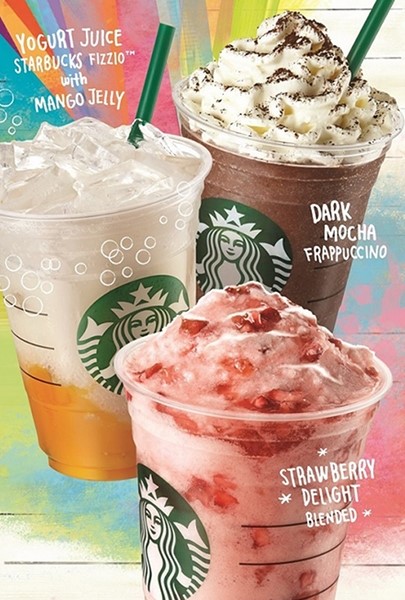 YOGURT JUICE
STARBUCKS FIZZIO™
with
MANGO JELLY
DARK
MOCHA
FRAPPUCCINO
STRAWBERRY
DELIGHT
BLENDED